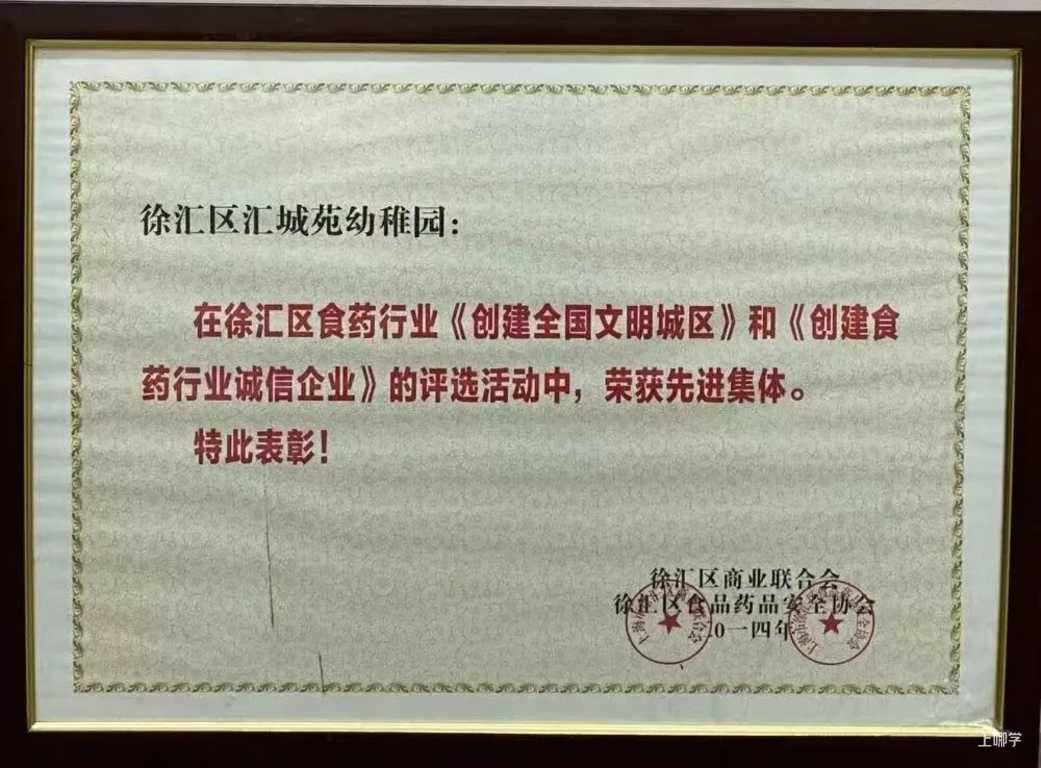 徐汇区汇城苑幼稚园：
在徐汇区食药行业《创建全国文明城区》和《创建食
药行业诚信企业》的评选活动中，荣获先进集体。
特此表彰！
徐汇区商业联合会
徐汇区食品药品安全协会
二0一四年
上哪学